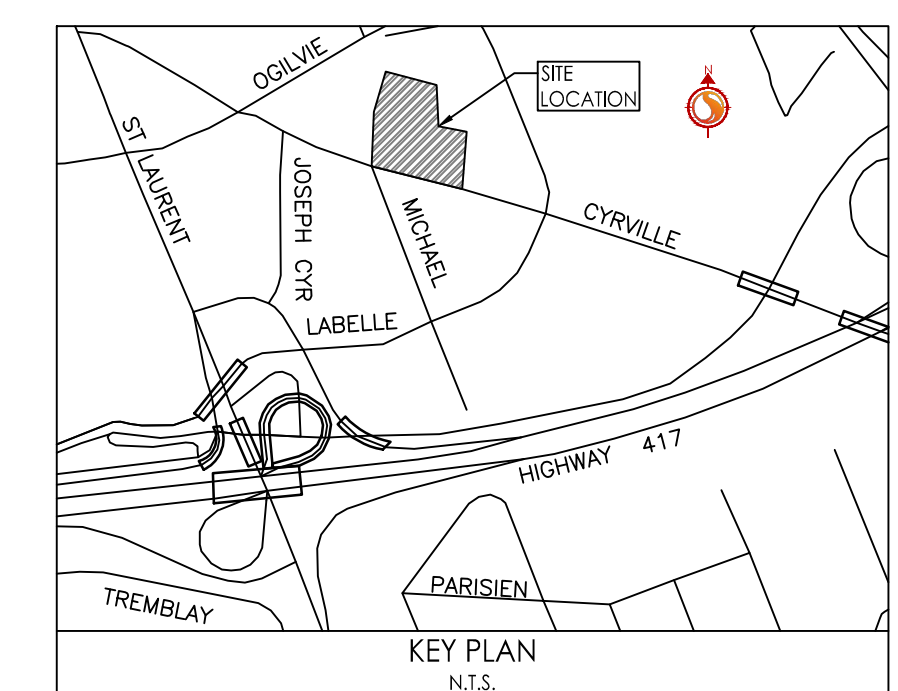 OGILVIE
SITE
LOCATION
N
ST LAURENT
JOSEPH CYR
MICHAEL
CYRVILLE
LABELLE
HIGHWAY 417
PARISIEN
TREMBLAY
KEY PLAN
N.T.S.